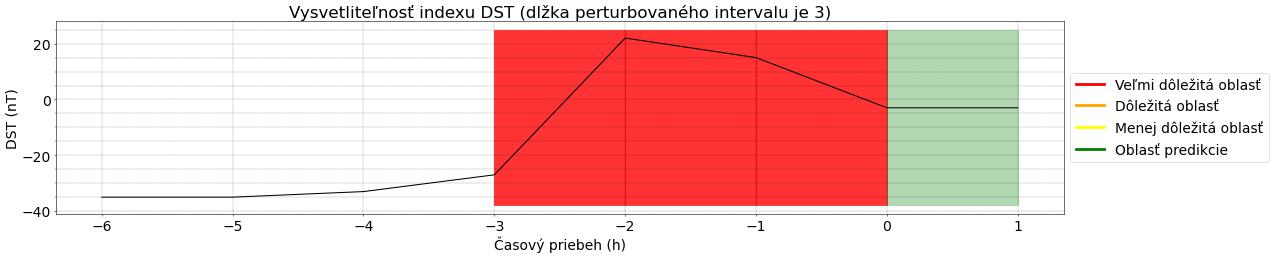 Vysvetliteľnosť indexu DST (dĺžka perturbovaného intervalu je 3)
DST (nT)
20
0
−20
−40
−6 −5 −4 −3 −2 −1 0 1
Časový priebeh (h)
Veľmi dôležitá oblasť
Dôležitá oblasť
Menej dôležitá oblasť
Oblasť predikcie